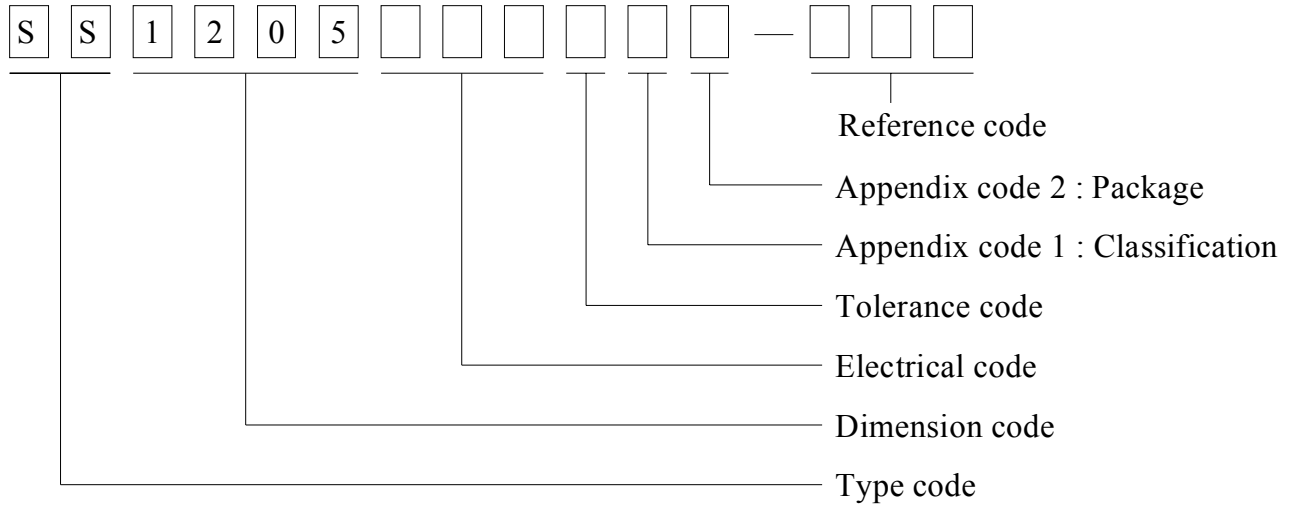 S S 1 2 0 5 —
Reference code
Appendix code 2 : Package
Appendix code 1 : Classification
Tolerance code
Electrical code
Dimension code
Type code